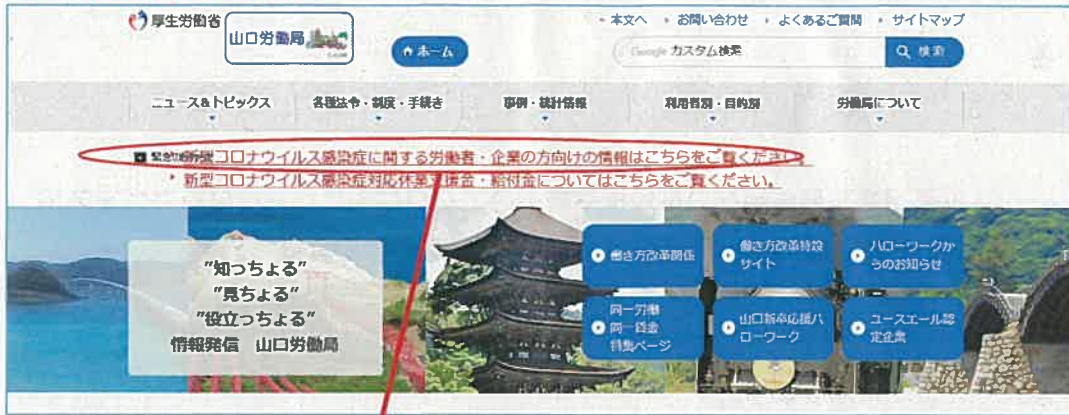 厚生労働省
山口労働局
ホーム
本文へ お問い合わせ よくあるご質問 サイトマップ
Google カスタム検索
検索
ニュース&トピックス 各種法令・制度・手続き 事例・統計情報 利用者別・目的別 労働局について
新型コロナウイルス感染症に関する労働者・企業の方向けの情報はこちらをご覧ください。
新型コロナウイルス感染症対応休業支援金・給付金についてはこちらをご覧ください。
"知っちょる"
"見ちょる"
"役立っちょる"
情報発信 山口労働局
働き方改革関係
働き方改革特設
サイト
ハローワークか
らのお知らせ
同一労働
同一賃金
特集ページ
山口新卒応援ハ
ローワーク
ユースエール認
定企業